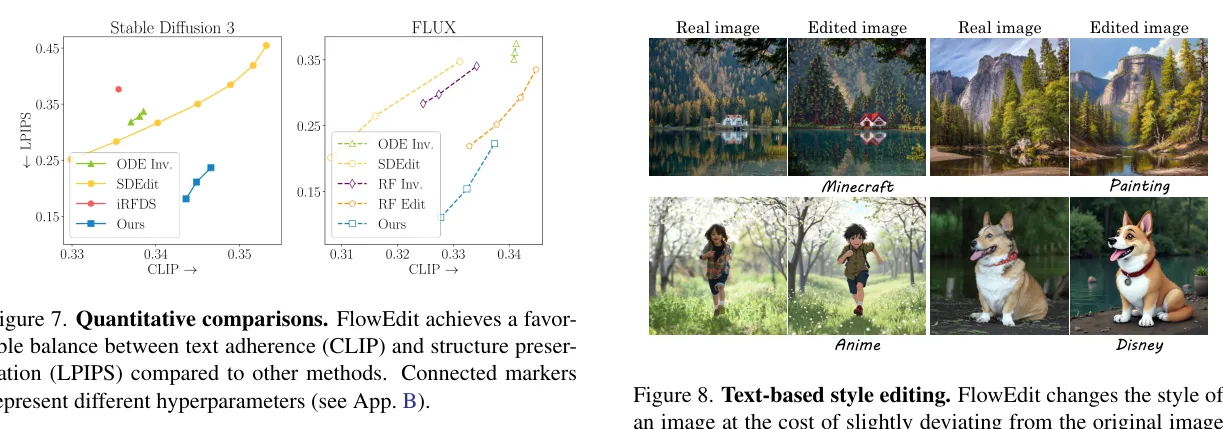 Stable Diffusion 3
0.45
0.35
0.25
0.15
← LPIPS
ODE Inv.
SDEdit
iRFDS
Ours
0.33 0.34 0.35
CLIP →
FLUX
0.35
0.25
0.15
ODE Inv.
SDEdit
RF Inv.
RF Edit
Ours
0.31 0.32 0.33 0.34
CLIP →
igure 7. Quantitative comparisons. FlowEdit achieves a favor-
ble balance between text adherence (CLIP) and structure preser-
ation (LPIPS) compared to other methods. Connected markers
epresent different hyperparameters (see App. B).
Real image Edited image Real image Edited image
Minecraft Painting
Anime Disney
Figure 8. Text-based style editing. FlowEdit changes the style of
an image at the cost of slightly deviating from the original image